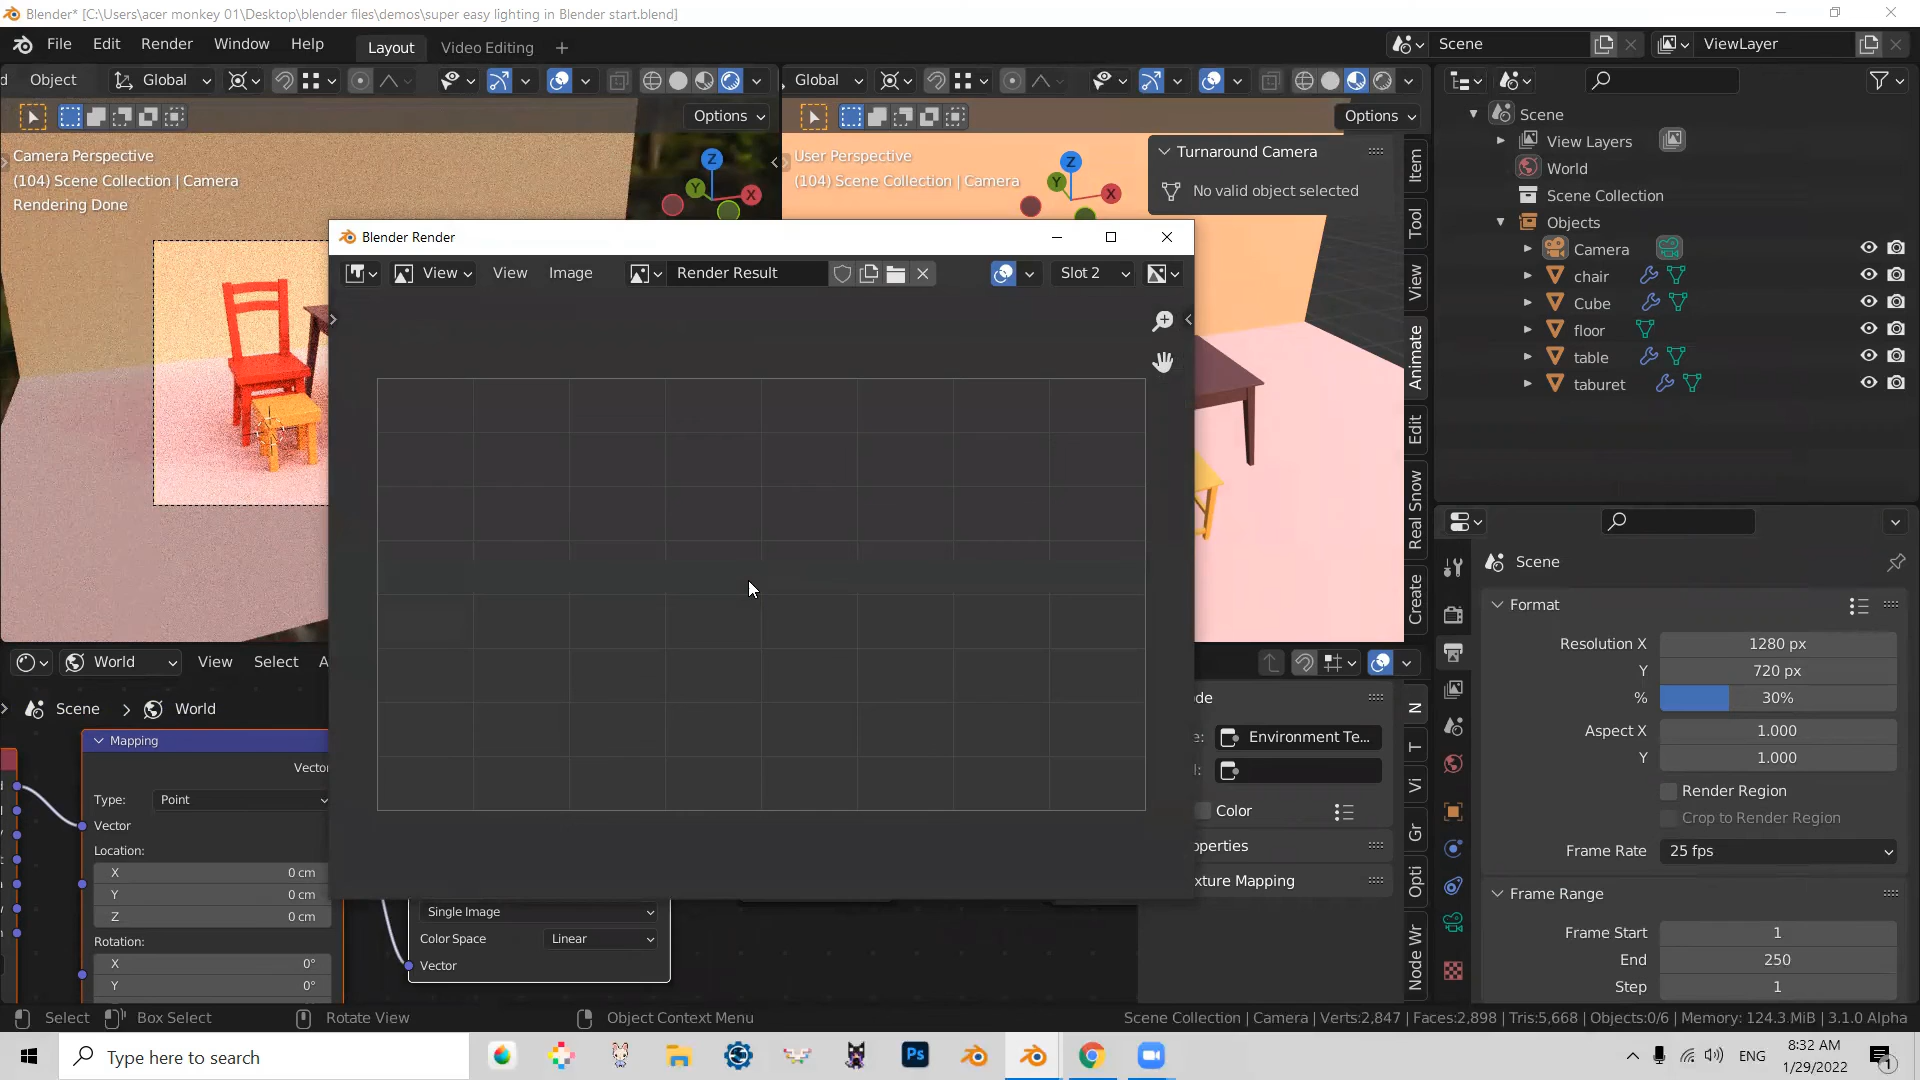 Blender* [C:\Users\acer monkey 01\Desktop\blender files\demos\super easy lighting in Blender start.blend]
File Edit Render Window Help Layout Video Editing + Scene ViewLayer
d Object Global Global
Options Options
Camera Perspective
(104) Scene Collection | Camera
Rendering Done
Z
Y
X
User Perspective
(104) Scene Collection | Camera
Z
Y
X
Turnaround Camera
No valid object selected
Item
Tool
View
Animate
Edit
Real Snow
Create
Blender Render
View View Image Render Result Slot 2
Scene
View Layers
World
Scene Collection
Objects
Camera
chair
Cube
floor
table
taburet
Scene
Format
Resolution X 1280 px
Y 720 px
% 30%
Aspect X 1.000
Y 1.000
Render Region
Crop to Render Region
Frame Rate 25 fps
Frame Range
Frame Start 1
End 250
Step 1
World View Select A
Scene > World
Mapping
Vector
Type: Point
Vector
Location:
X 0 cm
Y 0 cm
Z 0 cm
Rotation:
X 0°
Y 0°
Single Image
Color Space Linear
Vector
de
e: Environment Te...
l:
Color
operties
xture Mapping
N
T
Vi
Gr
Opti
Node Wr
Select Box Select Rotate View Object Context Menu
Scene Collection | Camera | Verts:2,847 | Faces:2,898 | Tris:5,668 | Objects:0/6 | Memory: 124.3 MiB | 3.1.0 Alpha
Type here to search
Ps
ENG
8:32 AM
1/29/2022
1